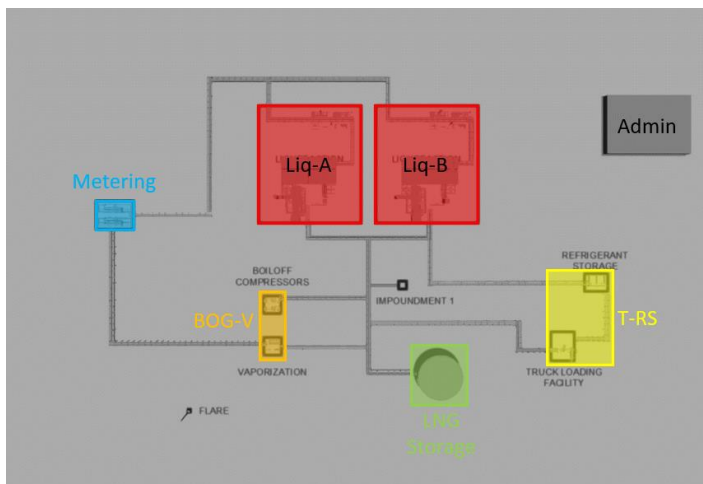 Admin
Liq-A
Liq-B
Metering
REFRIGERANT
STORAGE
BOILOFF
COMPRESSORS
IMPOUNDMENT 1
BOG-V
T-RS
VAPORIZATION
TRUCK LOADING
FACILITY
FLARE
LNG
Storage